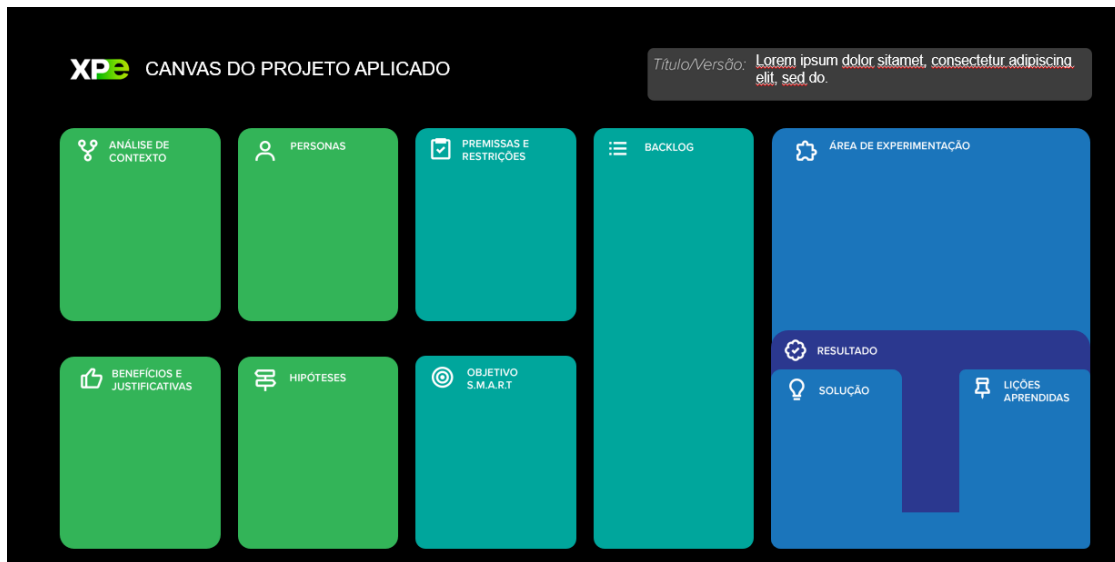 XPe CANVAS DO PROJETO APLICADO
Título/Versão: Lorem ipsum dolor sitamet, consectetur adipiscing
elit, sed do.
ANÁLISE DE
CONTEXTO
PERSONAS
PREMISSAS E
RESTRIÇÕES
BACKLOG
ÁREA DE EXPERIMENTAÇÃO
BENEFÍCIOS E
JUSTIFICATIVAS
HIPÓTESES
OBJETIVO
S.M.A.R.T
RESULTADO
SOLUÇÃO
LIÇÕES
APRENDIDAS